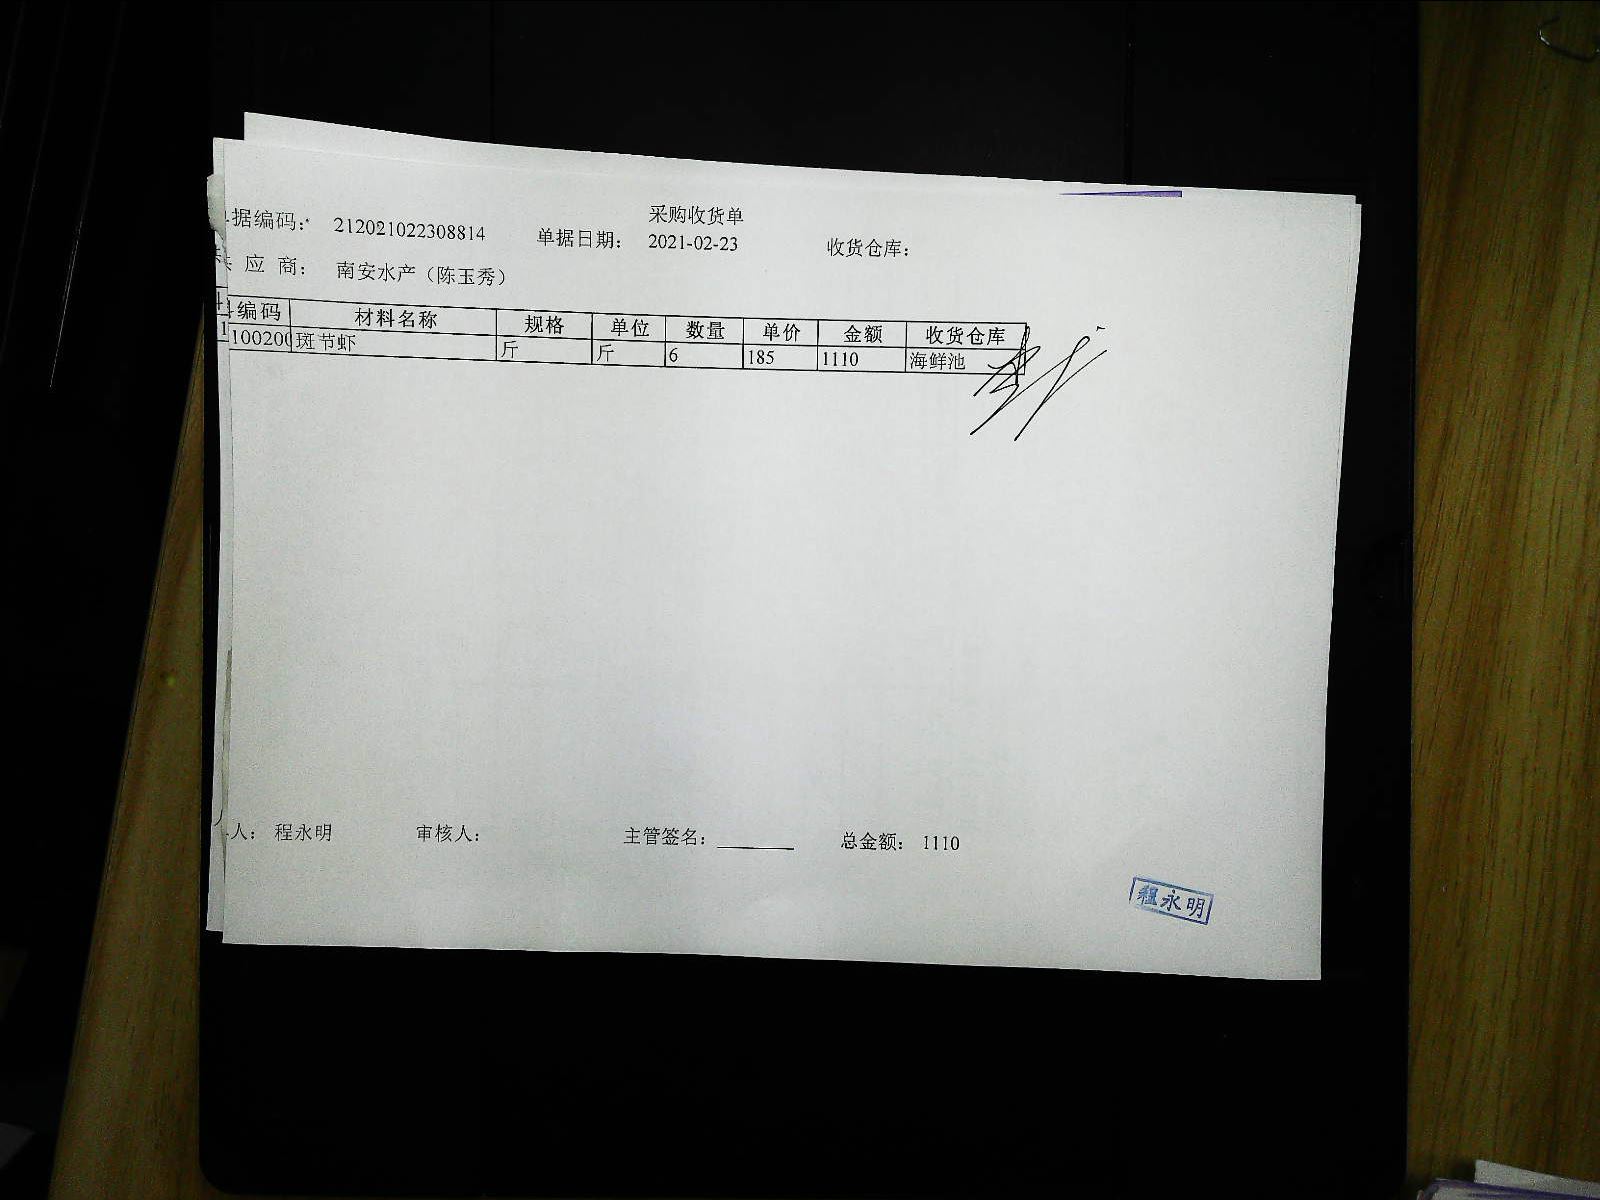 采购收货单
据编码： 212021022308814 单据日期： 2021-02-23 收货仓库：
应 商： 南安水产（陈玉秀）
编码 材料名称 规格 单位 数量 单价 金额 收货仓库
100200 斑节虾 斤 斤 6 185 1110 海鲜池
人： 程永明 审核人： 主管签名：______ 总金额： 1110
程永明